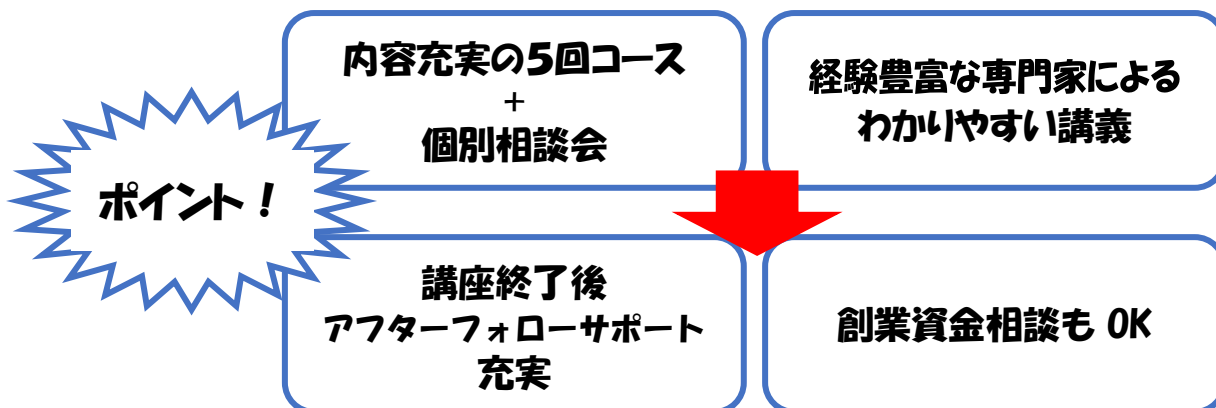 ポイント！
内容充実の5回コース
+
個別相談会
経験豊富な専門家による
わかりやすい講義
講座終了後
アフターフォローサポート
充実
創業資金相談も OK